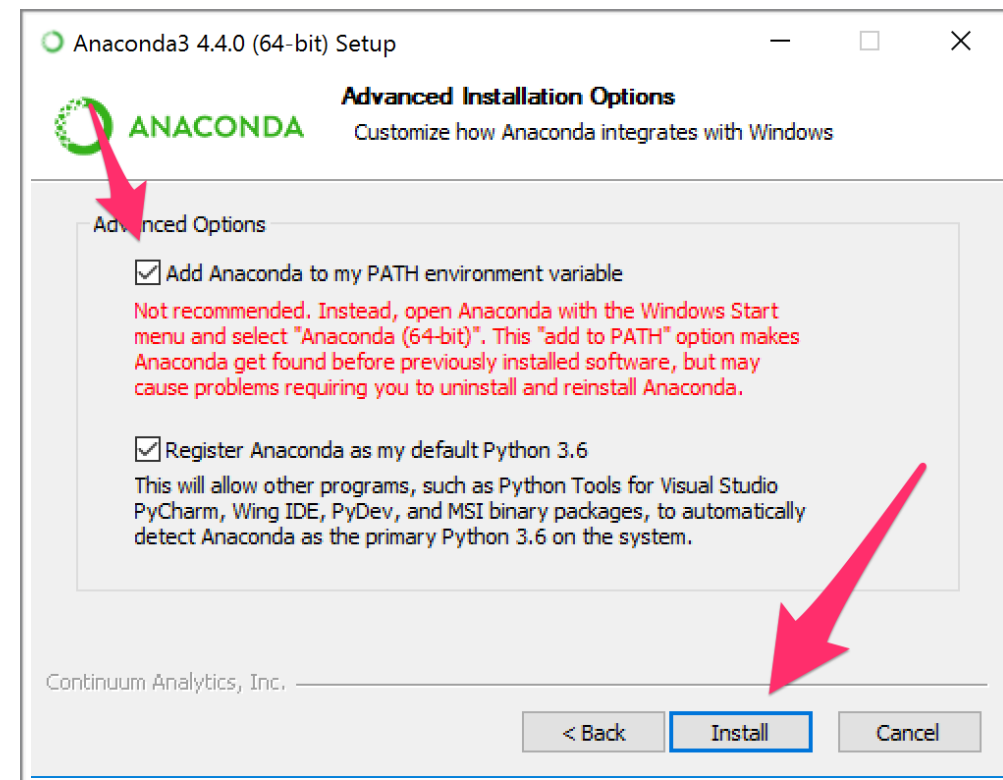 Anaconda3 4.4.0 (64-bit) Setup
ANACONDA
Advanced Installation Options
Customize how Anaconda integrates with Windows
Advanced Options
Add Anaconda to my PATH environment variable
Not recommended. Instead, open Anaconda with the Windows Start
menu and select "Anaconda (64-bit)". This "add to PATH" option makes
Anaconda get found before previously installed software, but may
cause problems requiring you to uninstall and reinstall Anaconda.
Register Anaconda as my default Python 3.6
This will allow other programs, such as Python Tools for Visual Studio
PyCharm, Wing IDE, PyDev, and MSI binary packages, to automatically
detect Anaconda as the primary Python 3.6 on the system.
Continuum Analytics, Inc.
< Back
Install
Cancel